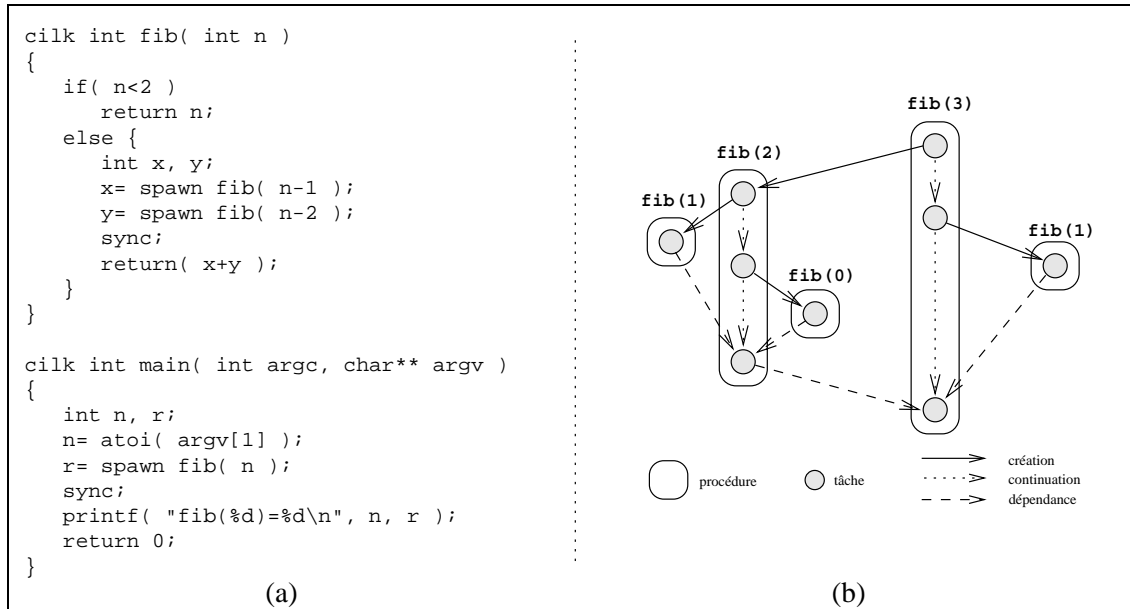 cilk int fib( int n )
{
if( n<2 )
return n;
else {
int x, y;
x= spawn fib( n-1 );
y= spawn fib( n-2 );
sync;
return( x+y );
}
}
cilk int main( int argc, char** argv )
{
int n, r;
n= atoi( argv[1] );
r= spawn fib( n );
sync;
printf( "fib(%d)=%d\n", n, r );
return 0;
}
(a)
fib(3)
fib(2)
fib(1)
fib(1)
fib(0)
procédure
tâche
création
continuation
dépendance
(b)